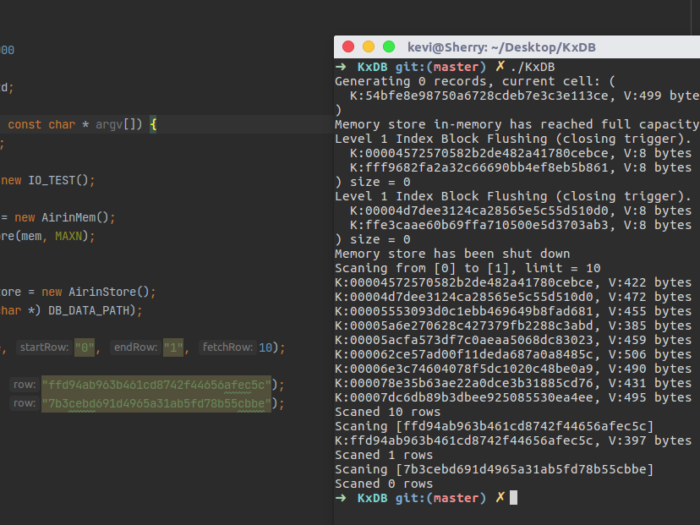 000
d;
const char * argv[]) {
;
new IO_TEST();
= new AirinMem();
ore(mem, MAXN);
ore = new AirinStore();
har *) DB_DATA_PATH);
, startRow: "0", endRow: "1", fetchRow: 10);
row: "ffd94ab963b461cd8742f44656afec5c");
row: "7b3cebd691d4965a31ab5fd78b55cbbe");
kevi@Sherry: ~/Desktop/KxDB
➜ KxDB git:(master) ✗ ./KxDB
Generating 0 records, current cell: (
K:54bfe8e98750a6728cdeb7e3c3e113ce, V:499 byte
)
Memory store in-memory has reached full capacity
Level 1 Index Block Flushing (closing trigger).
K:00004572570582b2de482a41780cebce, V:8 bytes
K:fff9682fa2a32c66690bb4ef8eb5b861, V:8 bytes
) size = 0
Level 1 Index Block Flushing (closing trigger).
K:00004d7dee3124ca28565e5c55d510d0, V:8 bytes
K:ffe3caae60b69ffa710500e5d3703ab3, V:8 bytes
) size = 0
Memory store has been shut down
Scaning from [0] to [1], limit = 10
K:00004572570582b2de482a41780cebce, V:422 bytes
K:00004d7dee3124ca28565e5c55d510d0, V:472 bytes
K:00005553093d0c1ebb469649b8fad681, V:455 bytes
K:00005a6e270628c427379fb2288c3abd, V:385 bytes
K:00005acfa573df7c0aeaa5068dc83023, V:459 bytes
K:000062ce57ad00f11deda687a0a8485c, V:506 bytes
K:00006e3c74604078f5dc1020c48be0a9, V:490 bytes
K:000078e35b63ae22a0dce3b31885cd76, V:431 bytes
K:00007dc6db89b3dbee925085530ea4ee, V:495 bytes
Scaned 10 rows
Scaning [ffd94ab963b461cd8742f44656afec5c]
K:ffd94ab963b461cd8742f44656afec5c, V:397 bytes
Scaned 1 rows
Scaning [7b3cebd691d4965a31ab5fd78b55cbbe]
Scaned 0 rows
➜ KxDB git:(master) ✗